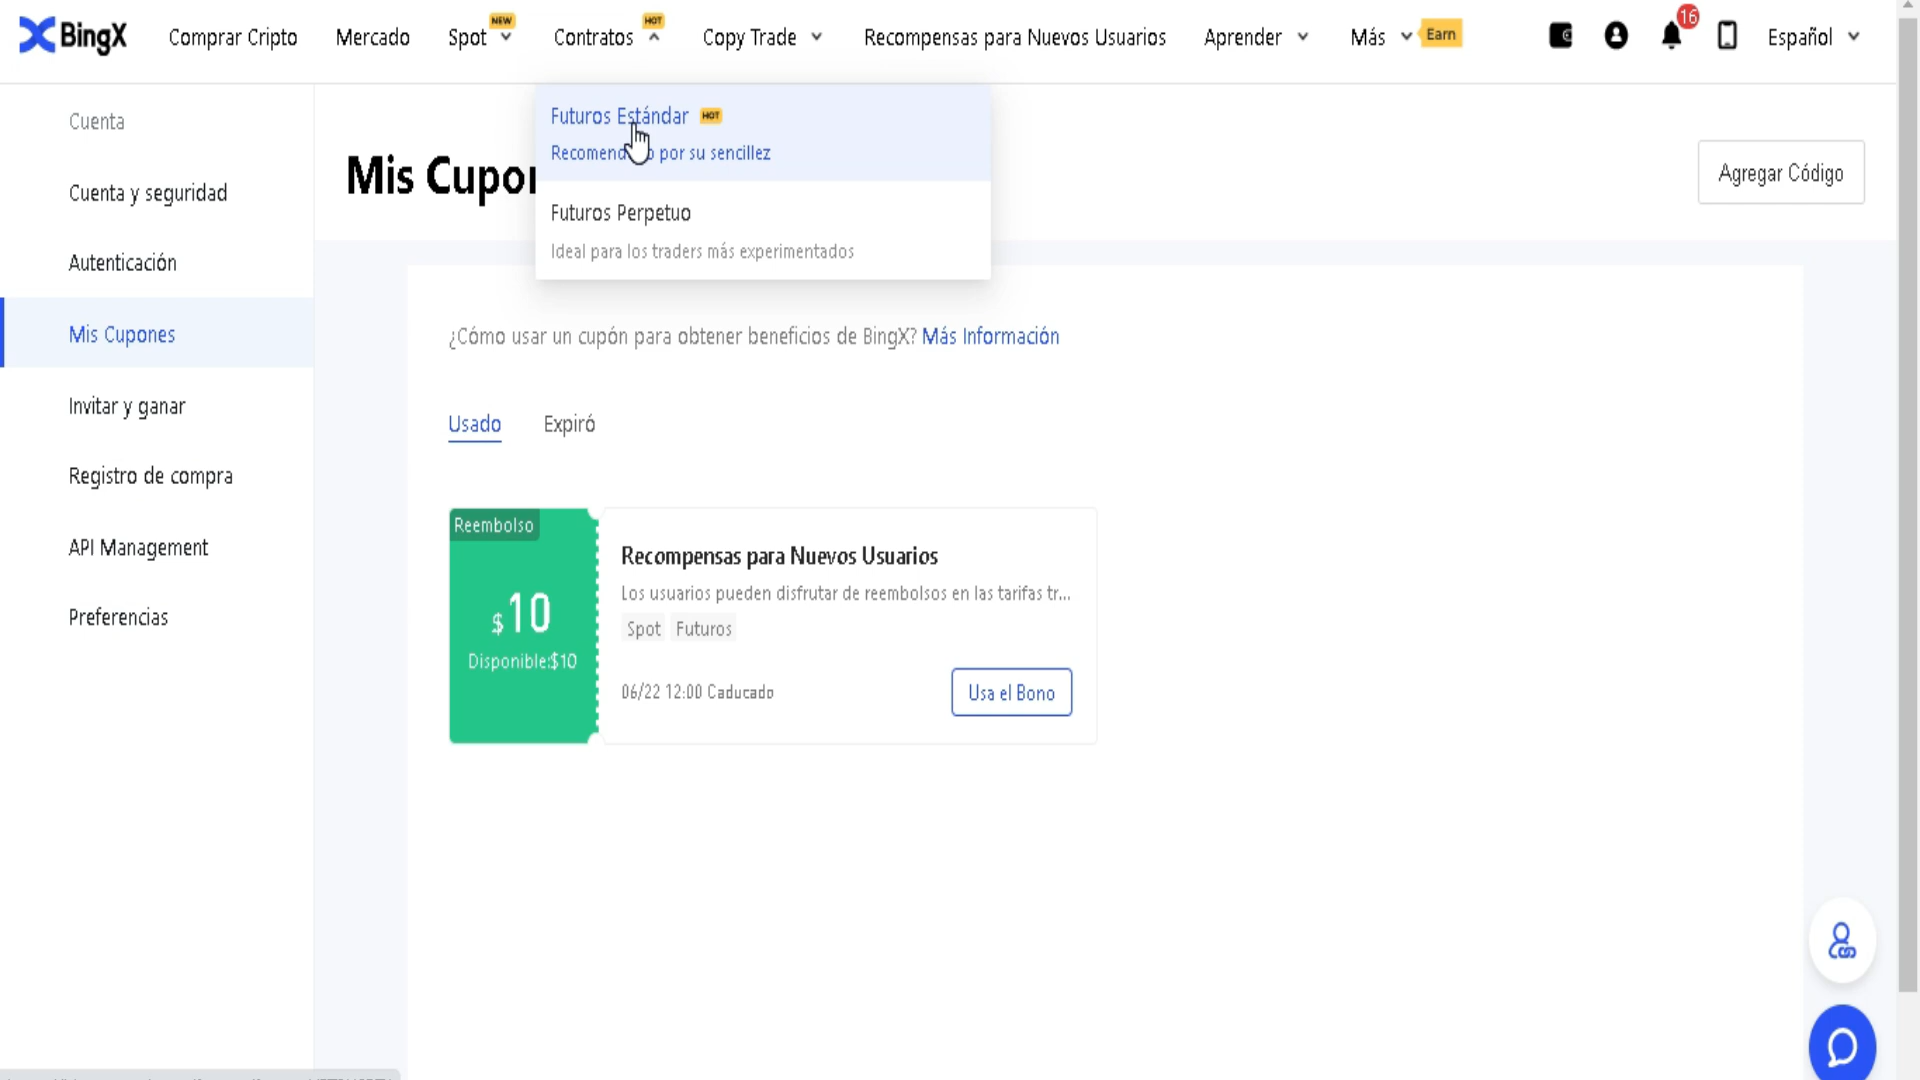 BingX
Comprar Cripto
Mercado
Spot
NEW
Contratos
HOT
Copy Trade
Recompensas para Nuevos Usuarios
Aprender
Más
Earn
16
Español
Futuros Estándar HOT
por su sencillez
Futuros Perpetuo
Ideal para los traders más experimentados
Cuenta
Cuenta y seguridad
Autenticación
Mis Cupones
Invitar y ganar
Registro de compra
API Management
Preferencias
Mis Cupon
Agregar Código
¿Cómo usar un cupón para obtener beneficios de BingX? Más Información
Usado
Expiró
Reembolso
$10
Disponible:$10
Recompensas para Nuevos Usuarios
Los usuarios pueden disfrutar de reembolsos en las tarifas tr...
Spot Futuros
06/22 12:00 Caducado
Usa el Bono